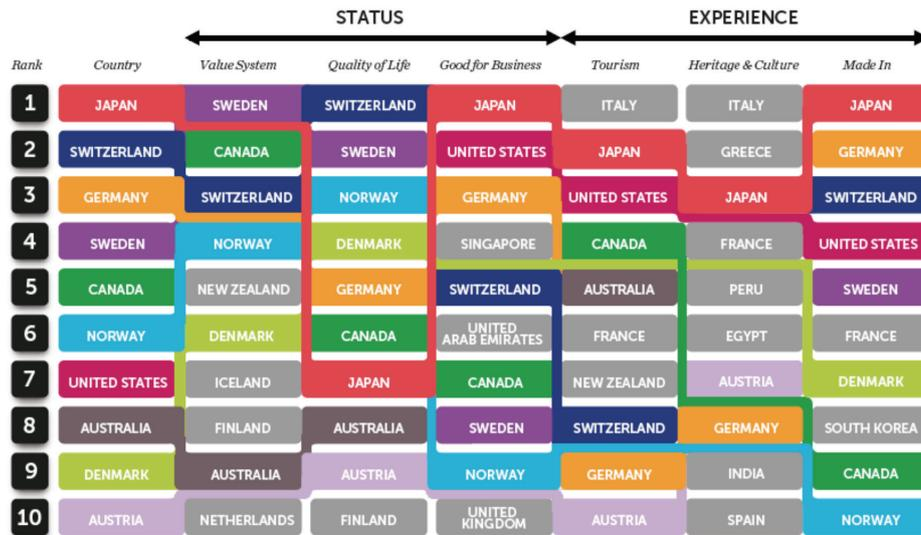 STATUS EXPERIENCE
Rank Country Value System Quality of Life Good for Business Tourism Heritage & Culture Made In
1 JAPAN SWEDEN SWITZERLAND JAPAN ITALY ITALY JAPAN
2 SWITZERLAND CANADA SWEDEN UNITED STATES JAPAN GREECE GERMANY
3 GERMANY SWITZERLAND NORWAY GERMANY UNITED STATES JAPAN SWITZERLAND
4 SWEDEN NORWAY DENMARK SINGAPORE CANADA FRANCE UNITED STATES
5 CANADA NEW ZEALAND GERMANY SWITZERLAND AUSTRALIA PERU SWEDEN
6 NORWAY DENMARK CANADA UNITED ARAB EMIRATES FRANCE EGYPT FRANCE
7 UNITED STATES ICELAND JAPAN CANADA NEW ZEALAND AUSTRIA DENMARK
8 AUSTRALIA FINLAND AUSTRALIA SWEDEN SWITZERLAND GERMANY SOUTH KOREA
9 DENMARK AUSTRALIA AUSTRIA NORWAY GERMANY INDIA CANADA
10 AUSTRIA NETHERLANDS FINLAND UNITED KINGDOM AUSTRIA SPAIN NORWAY